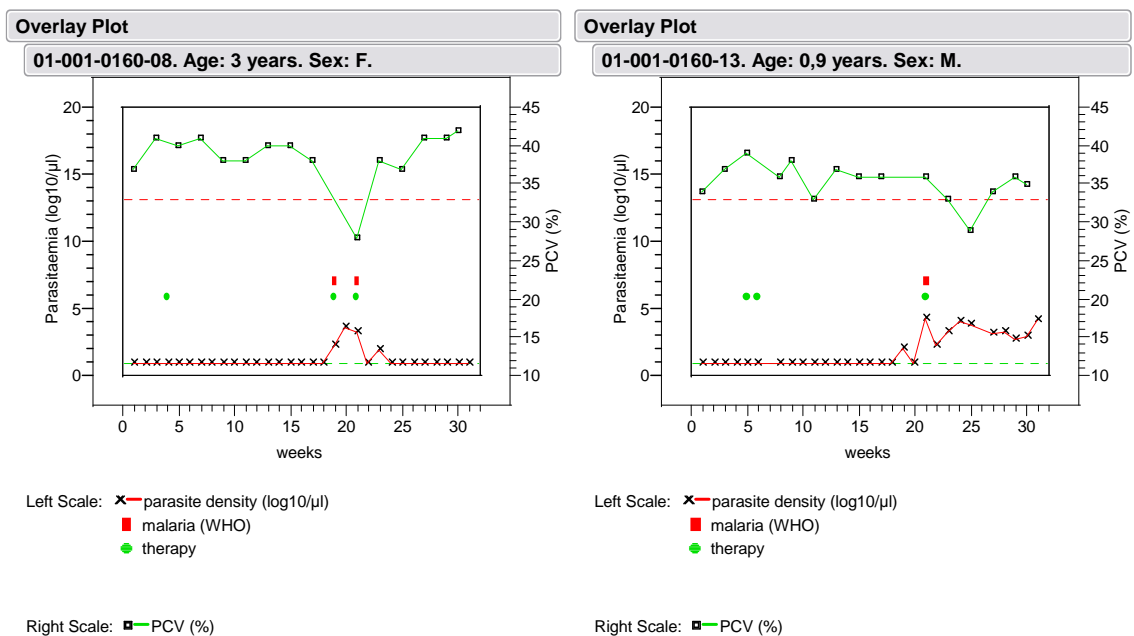 Overlay Plot
01-001-0160-08. Age: 3 years. Sex: F.
20
15
10
5
0
Parasitaemia (log10/µl)
45
40
35
30
25
20
15
10
PCV (%)
0 5 10 15 20 25 30
weeks
Left Scale: parasite density (log10/µl)
malaria (WHO)
therapy
Right Scale: PCV (%)
Overlay Plot
01-001-0160-13. Age: 0,9 years. Sex: M.
20
15
10
5
0
Parasitaemia (log10/µl)
45
40
35
30
25
20
15
10
PCV (%)
0 5 10 15 20 25 30
weeks
Left Scale: parasite density (log10/µl)
malaria (WHO)
therapy
Right Scale: PCV (%)